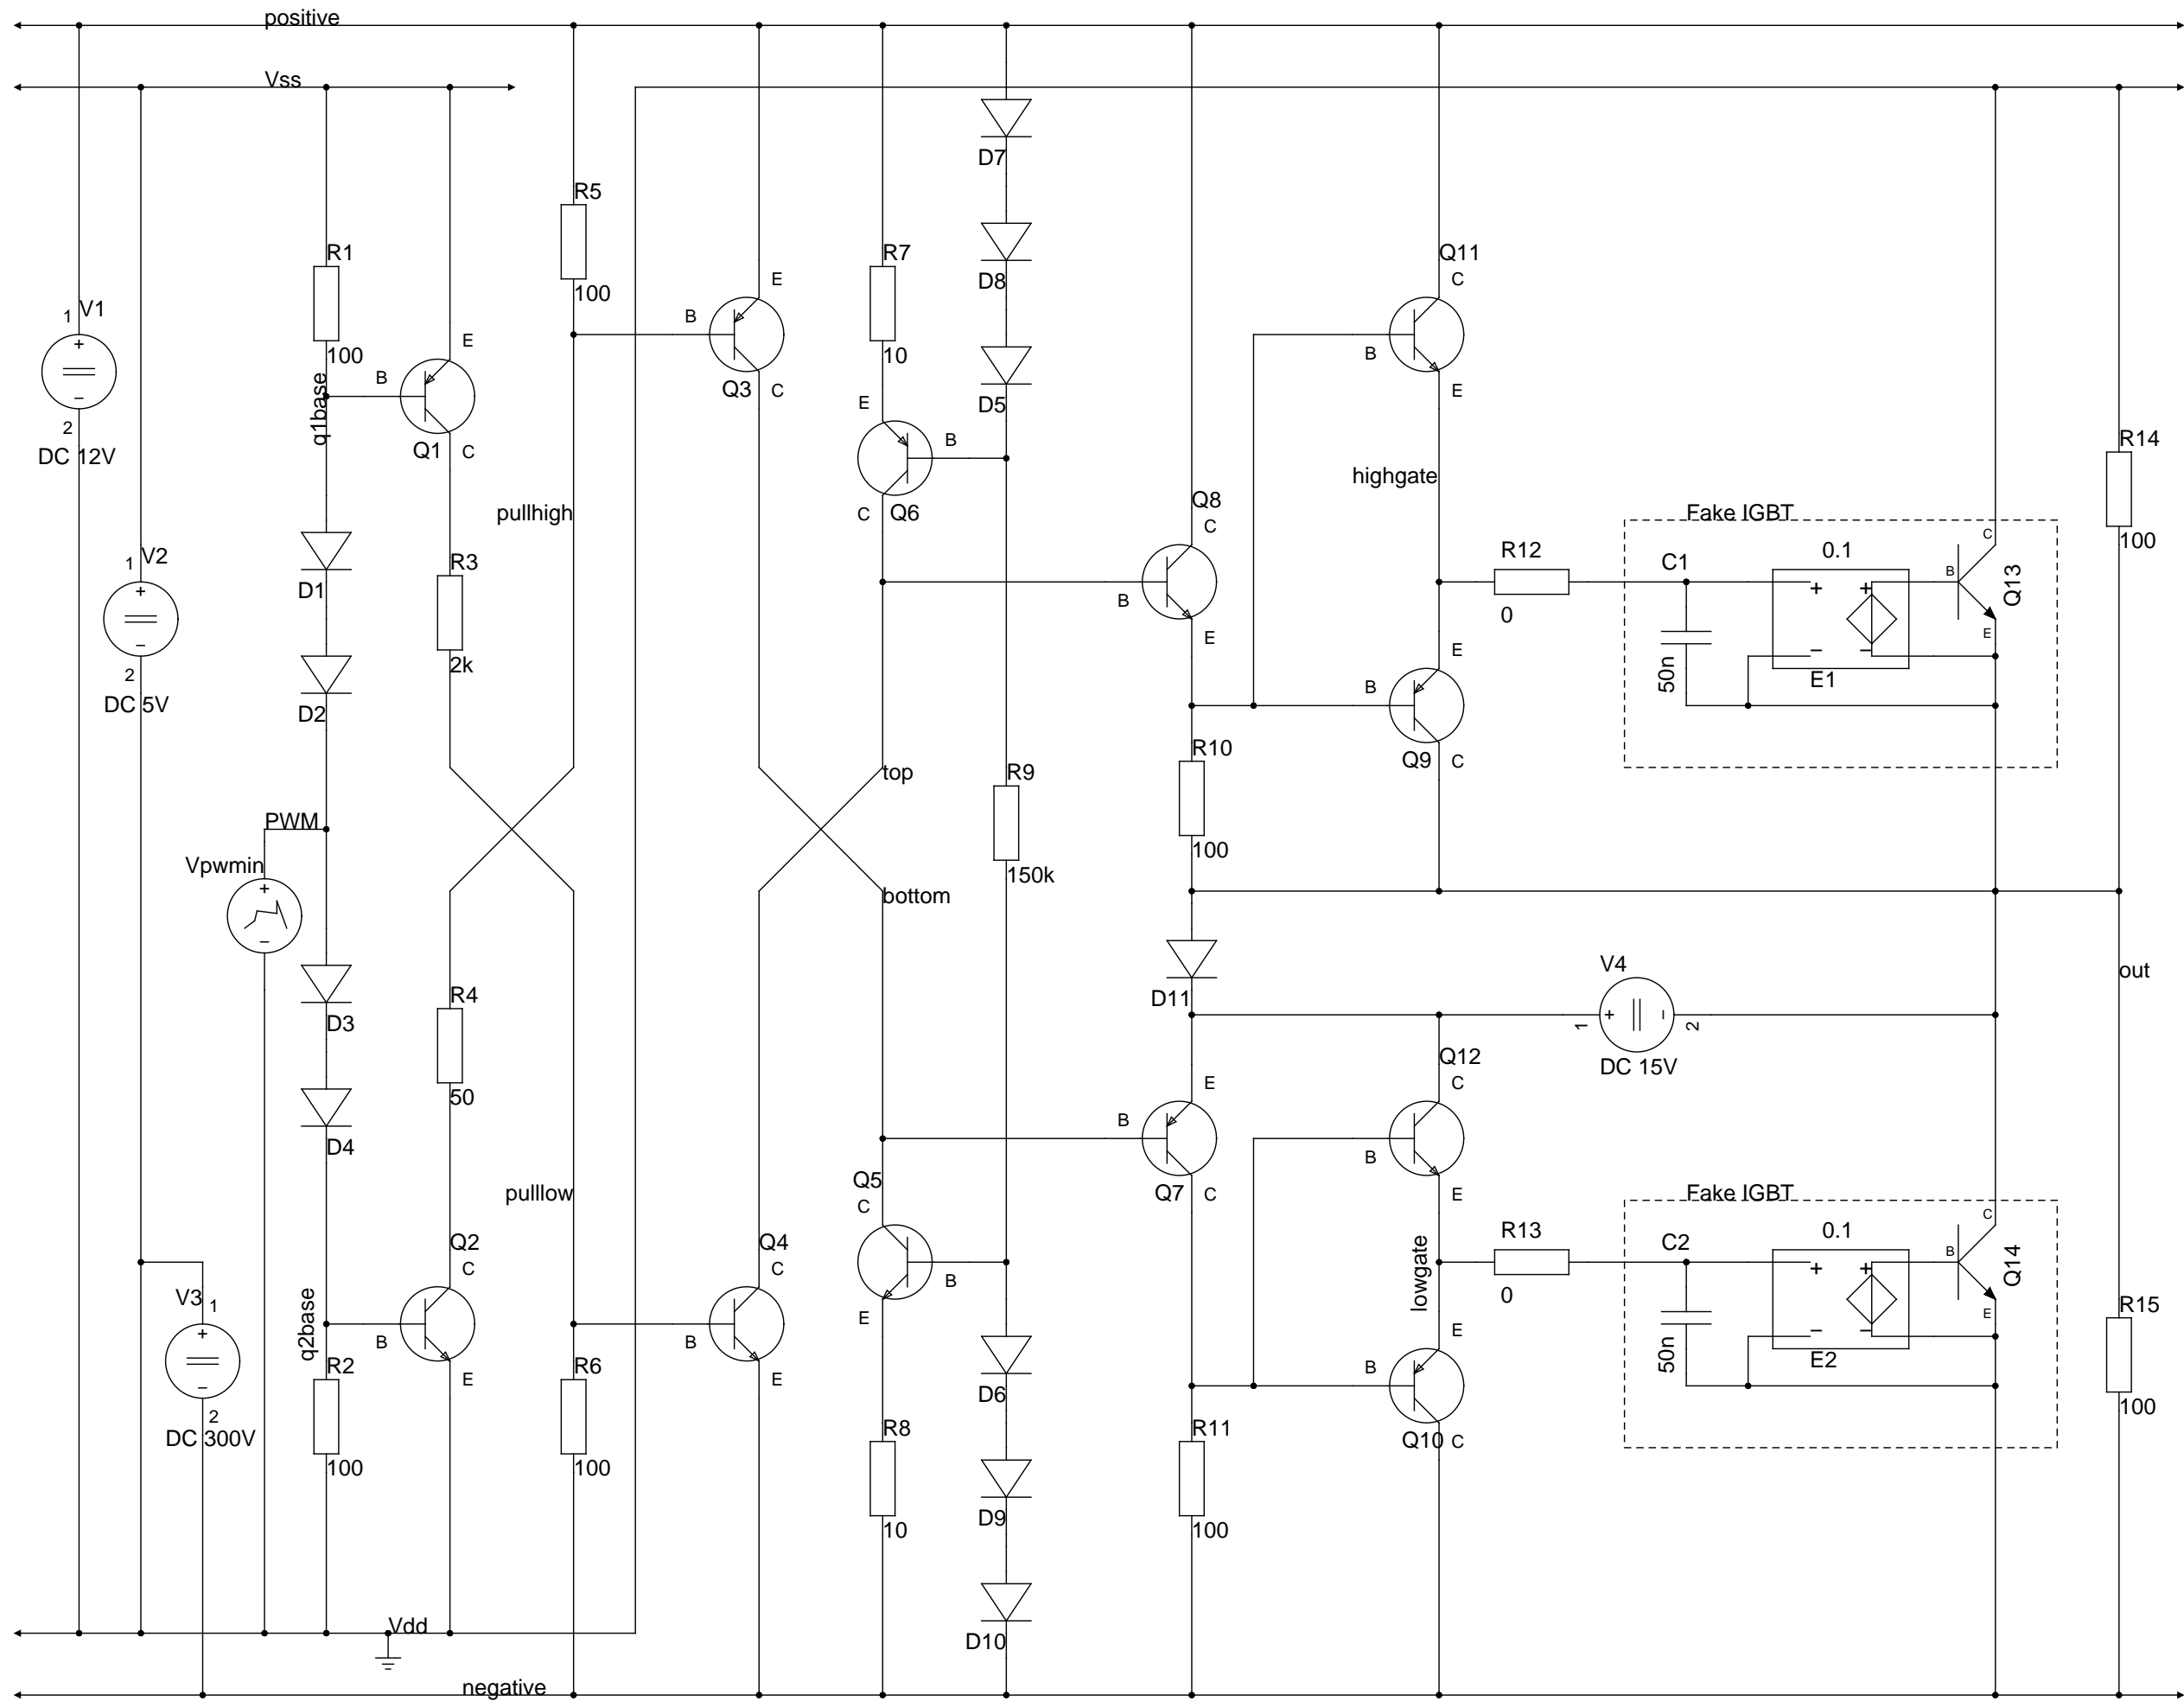 positive
Vss
V1
1
+
−
2
DC 12V
V2
1
+
−
2
DC 5V
V3
1
+
−
2
DC 300V
PWM
Vpwmin
+
−
R1
100
q1base
B
E
C
Q1
D1
D2
R3
2k
D3
D4
R4
50
q2base
Q2
C
B
E
R2
100
Vdd
negative
R5
100
pullhigh
pulllow
R6
100
E
B
C
Q3
Q4
C
B
E
R7
10
E
B
C
Q6
top
bottom
Q5
C
B
E
R8
10
D7
D8
D5
R9
150k
D6
D9
D10
Q8
C
B
E
R10
100
D11
E
B
C
Q7
R11
100
Q11
C
B
E
highgate
E
B
Q9
C
R12
0
Fake IGBT
C1
50n
0.1
+
+
−
−
E1
C
B
E
Q13
R14
100
V4
1
+
−
2
DC 15V
out
Q12
C
B
E
lowgate
E
B
Q10
C
R13
0
Fake IGBT
C2
50n
0.1
+
+
−
−
E2
C
B
E
Q14
R15
100